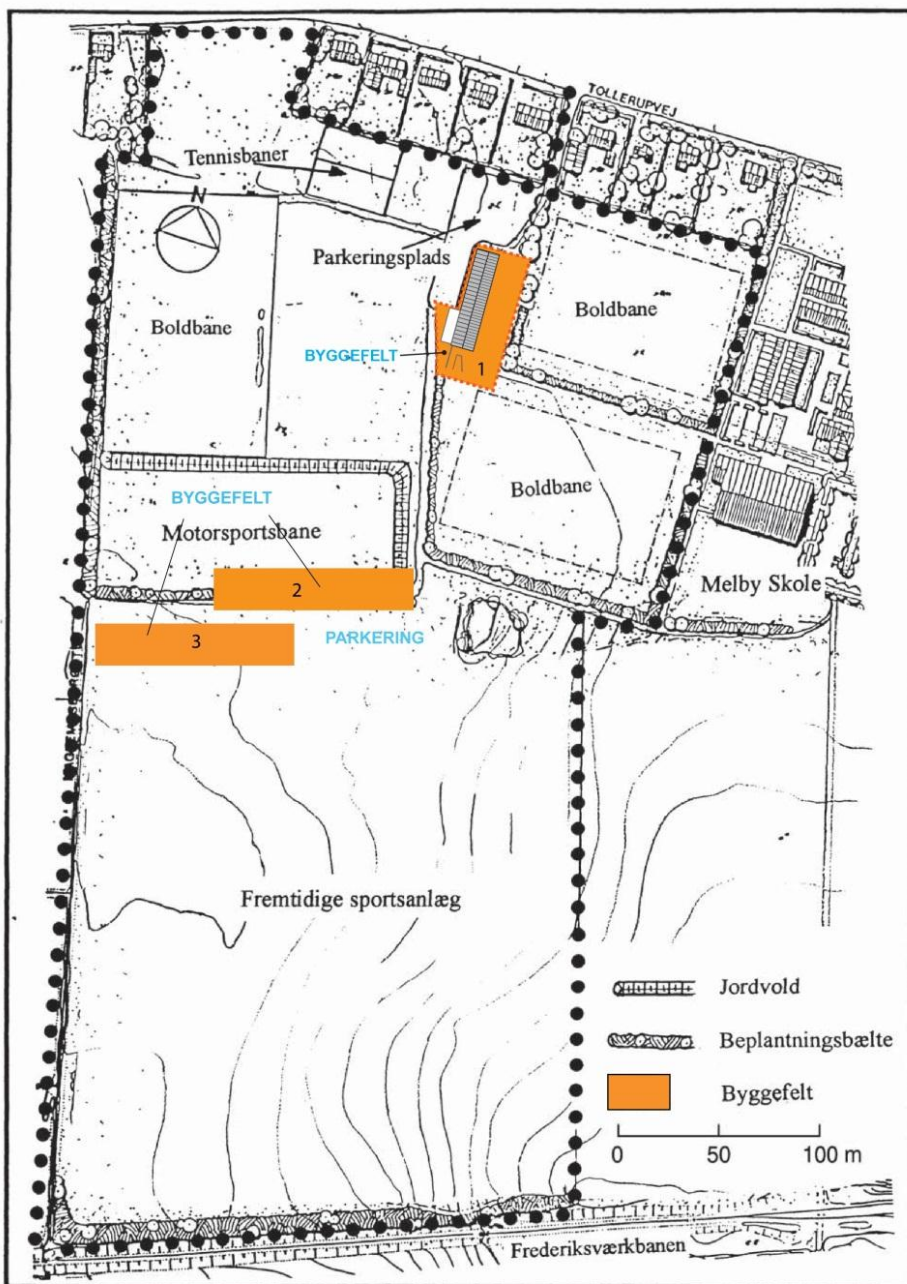 TOLLERUPVEJ
Tennisbaner
N
Parkeringsplads
Boldbane
Boldbane
BYGGEFELT
1
Boldbane
BYGGEFELT
Motorsportsbane
Melby Skole
2
3
PARKERING
Fremtidige sportsanlæg
Jordvold
Beplantningsbælte
Byggefelt
0 50 100 m
Frederiksværkbanen